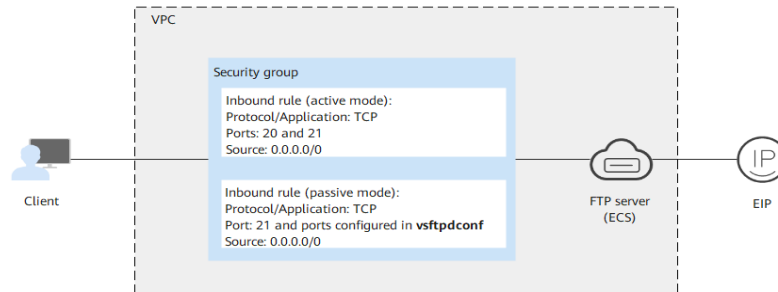 VPC
Security group
Inbound rule (active mode):
Protocol/Application: TCP
Ports: 20 and 21
Source: 0.0.0.0/0
Inbound rule (passive mode):
Protocol/Application: TCP
Port: 21 and ports configured in vsftpdconf
Source: 0.0.0.0/0
Client
FTP server
(ECS)
IP
EIP